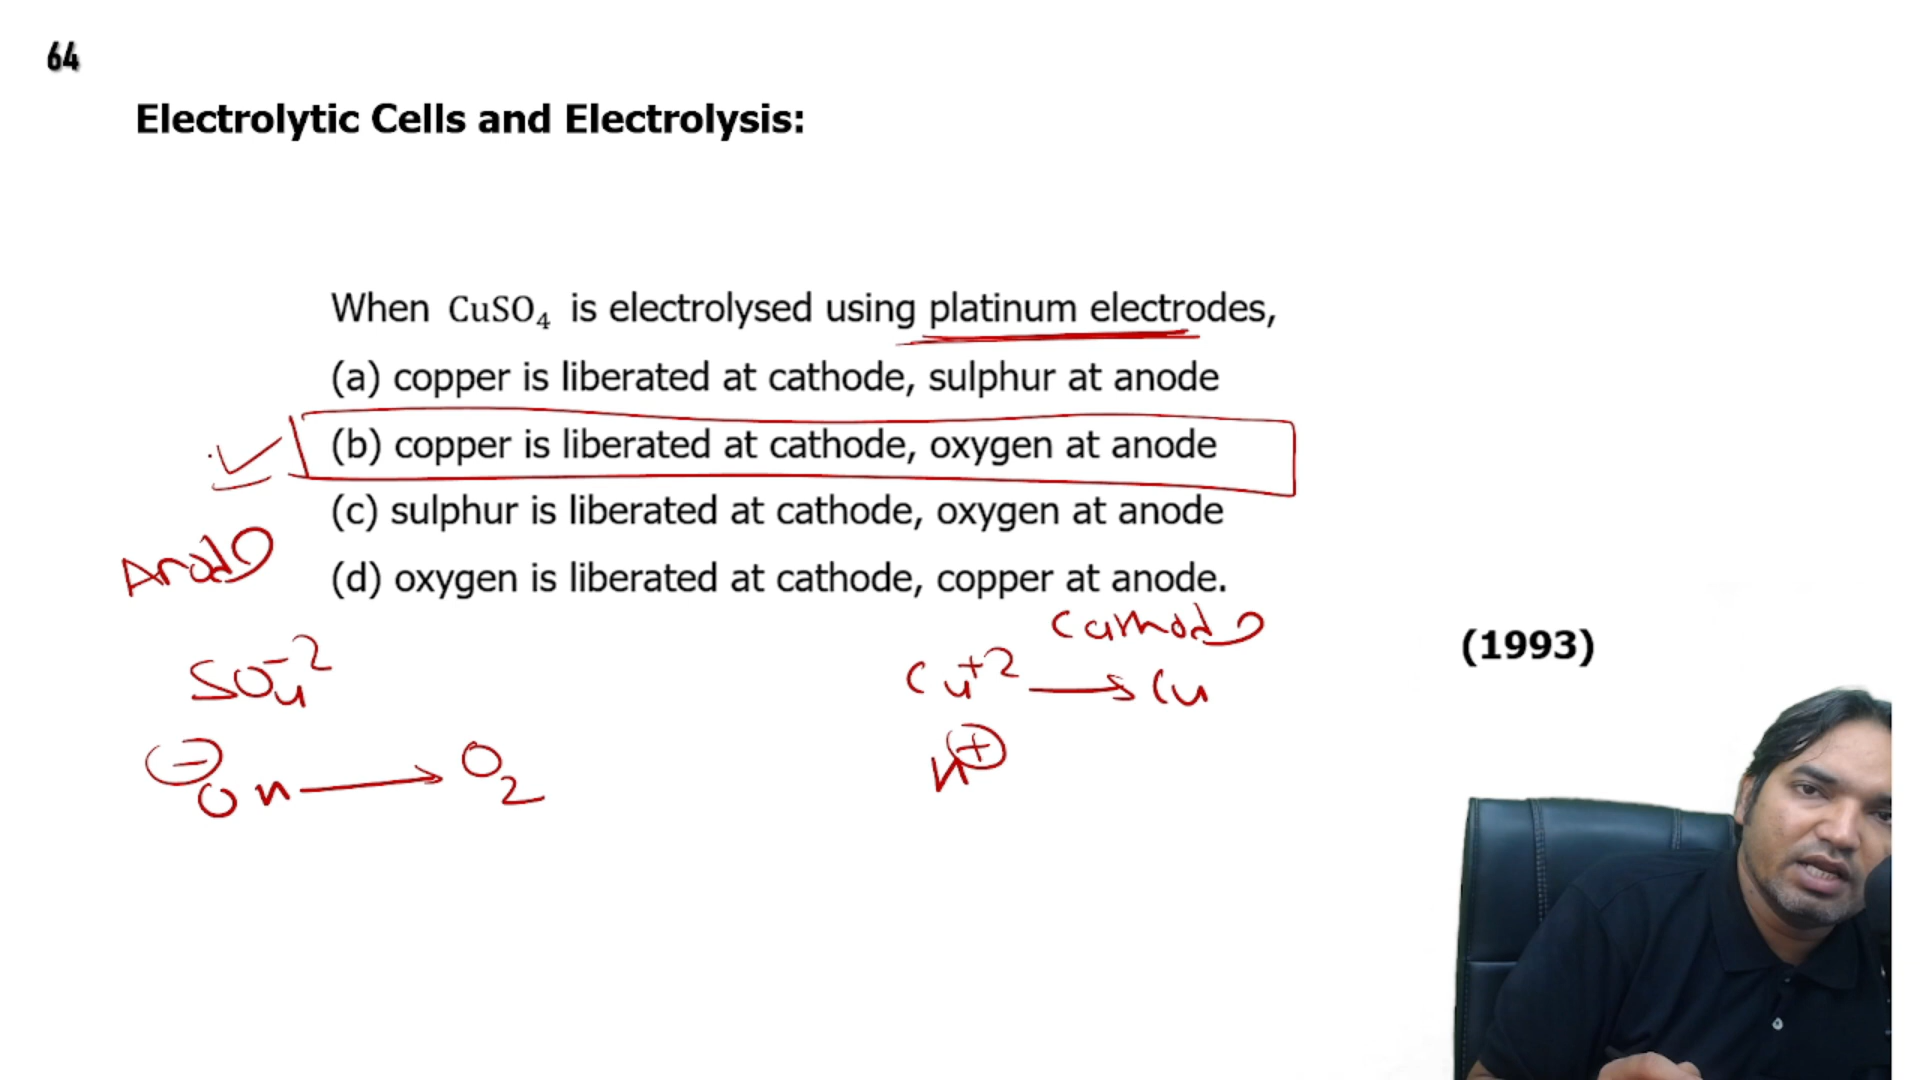 64
Electrolytic Cells and Electrolysis:
When CuSO₄ is electrolysed using platinum electrodes,
(a) copper is liberated at cathode, sulphur at anode
(b) copper is liberated at cathode, oxygen at anode
(c) sulphur is liberated at cathode, oxygen at anode
(d) oxygen is liberated at cathode, copper at anode.
(1993)
Anode
Cathode
SO₄⁻²
Cu⁺² → Cu
⊖OH → O₂
H⊕